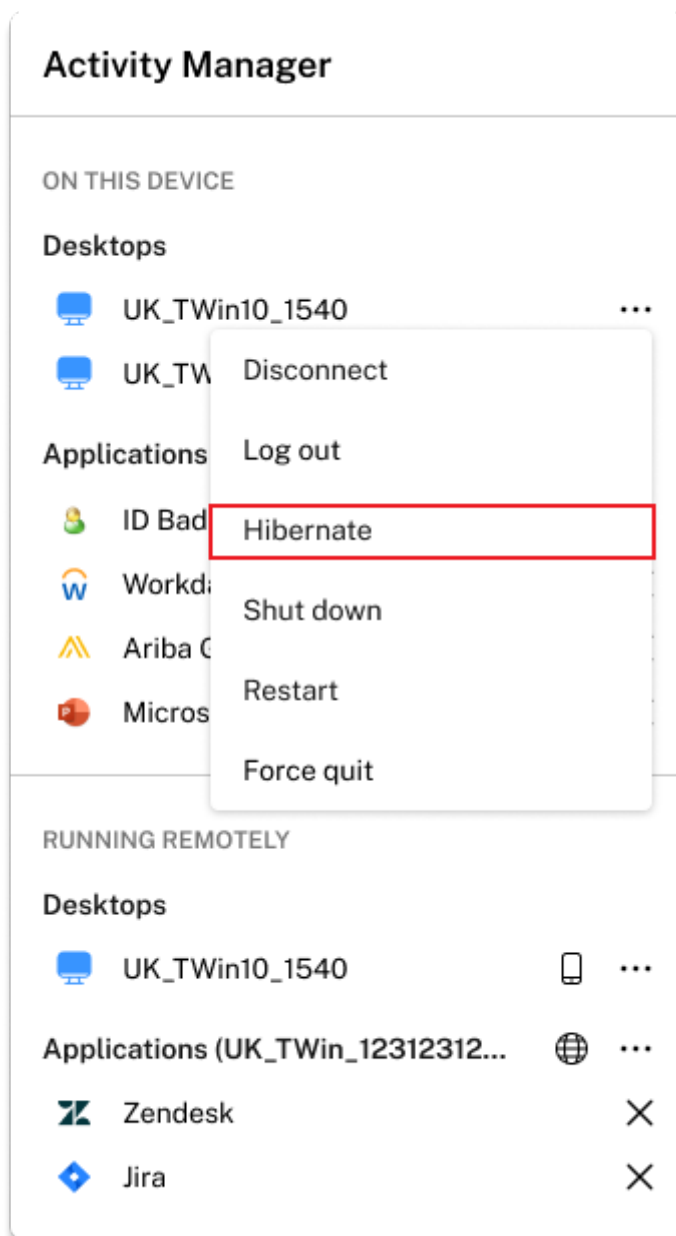 Activity Manager
ON THIS DEVICE
Desktops
UK_TWin10_1540
UK_TW
Disconnect
Applications
Log out
ID Bad
Hibernate
Workda
Shut down
Ariba G
Restart
Micros
Force quit
RUNNING REMOTELY
Desktops
UK_TWin10_1540
Applications (UK_TWin_12312312...
Zendesk
Jira